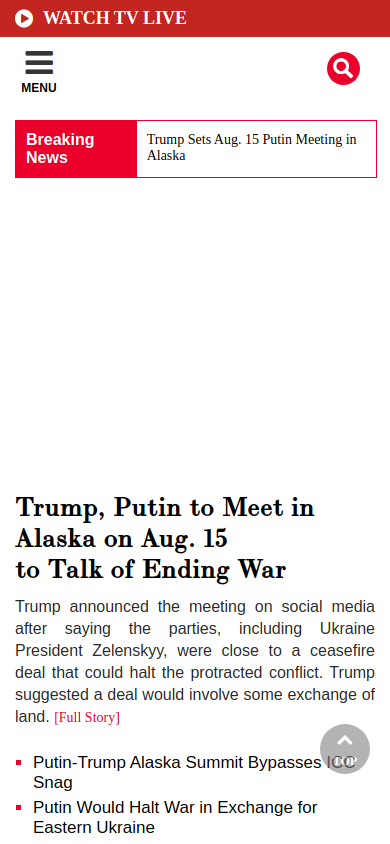 WATCH TV LIVE
MENU
Breaking
News
Trump Sets Aug. 15 Putin Meeting in
Alaska
Trump, Putin to Meet in
Alaska on Aug. 15
to Talk of Ending War
Trump announced the meeting on social media
after saying the parties, including Ukraine
President Zelenskyy, were close to a ceasefire
deal that could halt the protracted conflict. Trump
suggested a deal would involve some exchange of
land. [Full Story]
TOP
Putin-Trump Alaska Summit Bypasses ICC
Snag
Putin Would Halt War in Exchange for
Eastern Ukraine